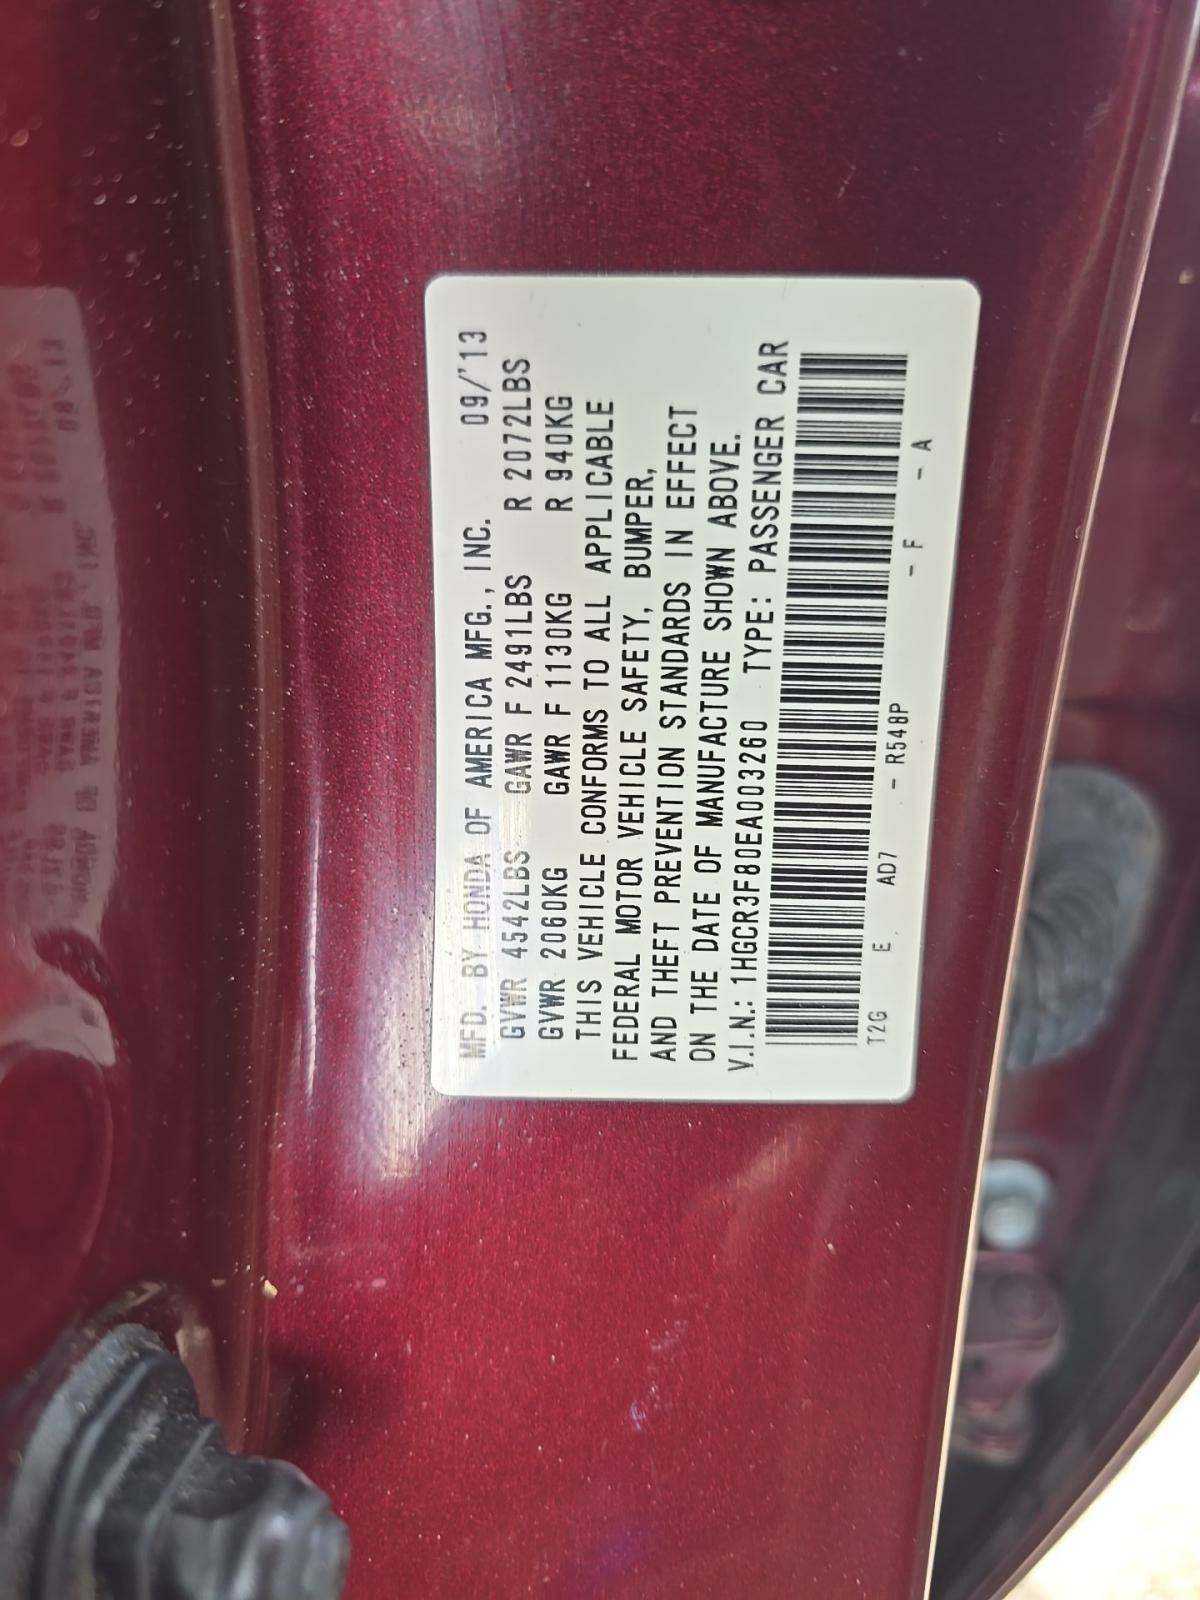 MFD. BY HONDA OF AMERICA MFG., INC. 09/'13
GVWR 4542LBS GAWR F 2491LBS R 2072LBS
GVWR 2060KG GAWR F 1130KG R 940KG
THIS VEHICLE CONFORMS TO ALL APPLICABLE
FEDERAL MOTOR VEHICLE SAFETY, BUMPER,
AND THEFT PREVENTION STANDARDS IN EFFECT
ON THE DATE OF MANUFACTURE SHOWN ABOVE.
V.I.N.: 1HGCR3F80EA003260 TYPE: PASSENGER CAR
T2G E AD7 - R548P - F - A